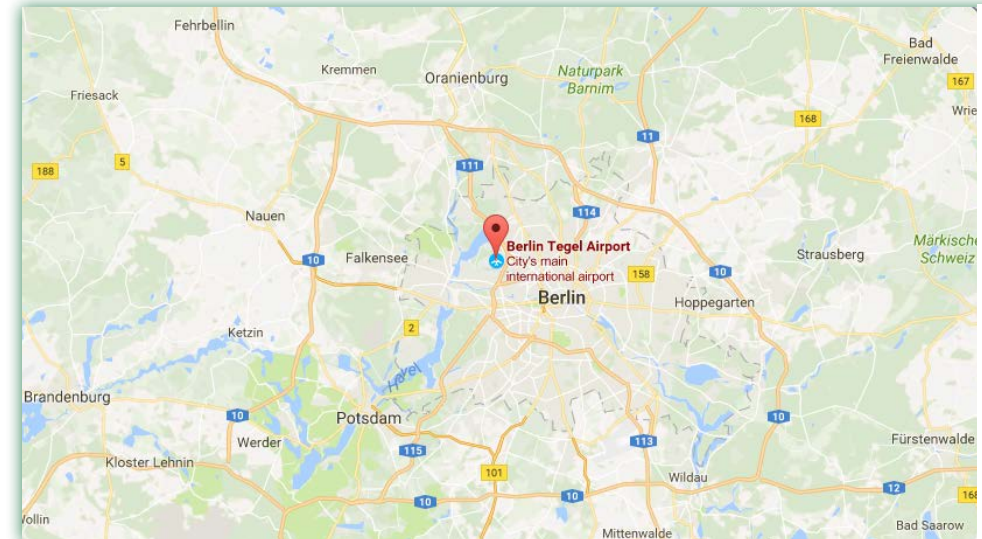 Fehrbellin
Bad
Freienwalde
Kremmen
Naturpark
Barnim
Oranienburg
167
Friesack
Wrie
168
11
5
188
111
114
Nauen
Berlin Tegel Airport
City's main
international airport
Märkische
Schweiz
Strausberg
10
Falkensee
158
10
Berlin
Hoppegarten
2
Ketzin
Havel
Brandenburg
10
Potsdam
10
Werder
115
113
Fürstenwalde
Kloster Lehnin
101
Wildau
12
168
10
10
Wollin
Mittenwalde
Bad Saarow